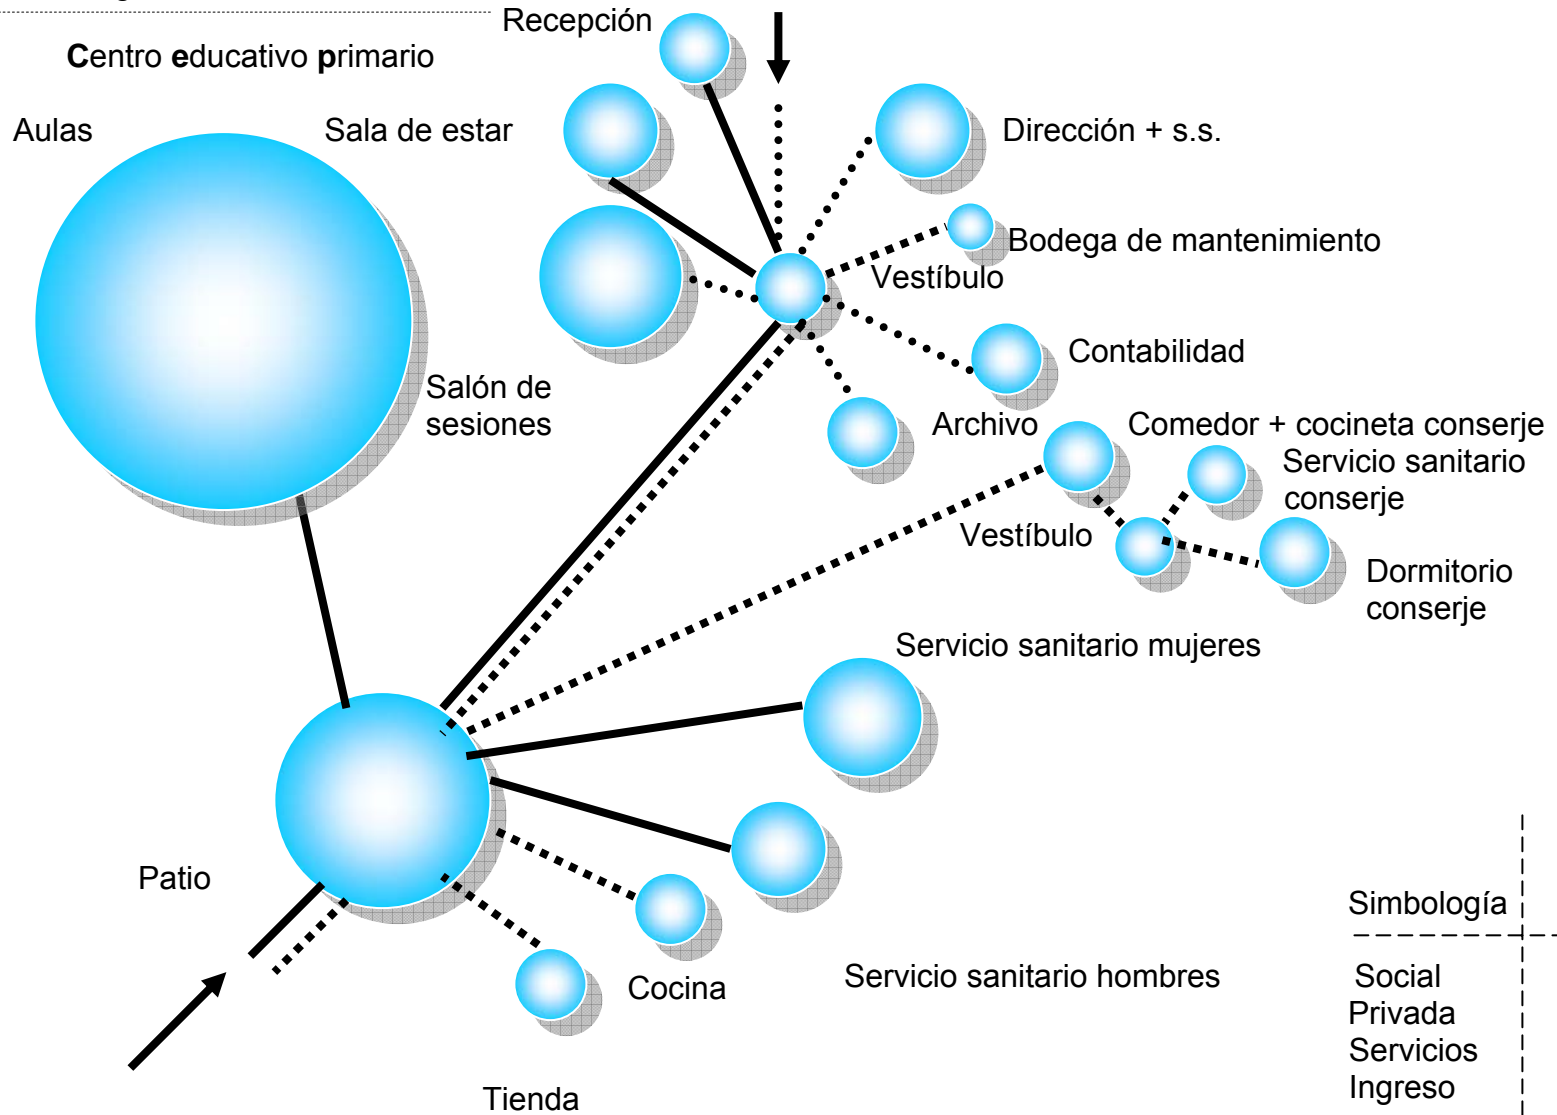 Recepción
Centro educativo primario
Aulas
Sala de estar
Dirección + s.s.
Bodega de mantenimiento
Vestíbulo
Contabilidad
Salón de
sesiones
Archivo
Comedor + cocineta conserje
Servicio sanitario
conserje
Vestíbulo
Dormitorio
conserje
Servicio sanitario mujeres
Patio
Simbología
Cocina
Servicio sanitario hombres
Social
Privada
Servicios
Ingreso
Tienda